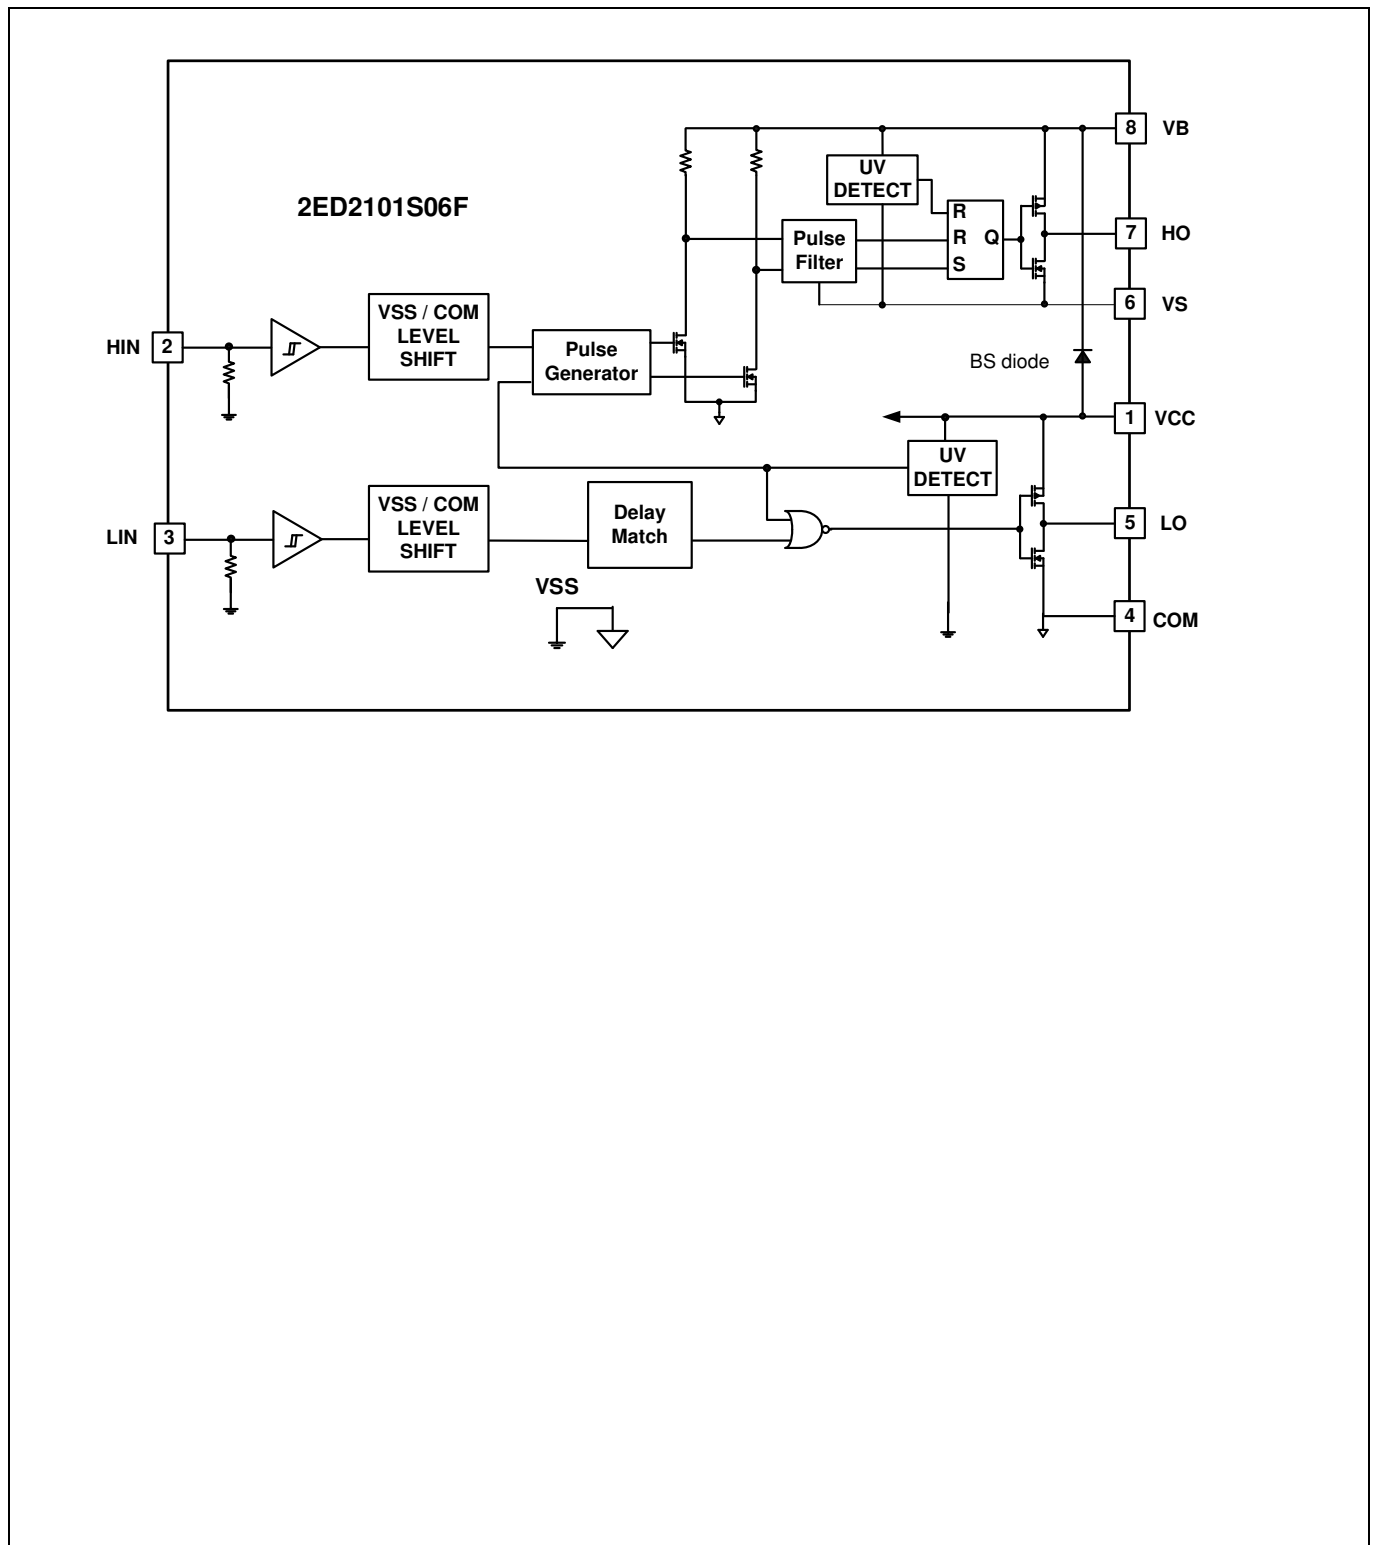 8 VB
UV
DETECT
2ED2101S06F
R
R Q
S
Pulse
Filter
7 HO
6 VS
VSS / COM
LEVEL
SHIFT
HIN 2
Pulse
Generator
BS diode
1 VCC
UV
DETECT
VSS / COM
LEVEL
SHIFT
Delay
Match
LIN 3
5 LO
VSS
4 COM